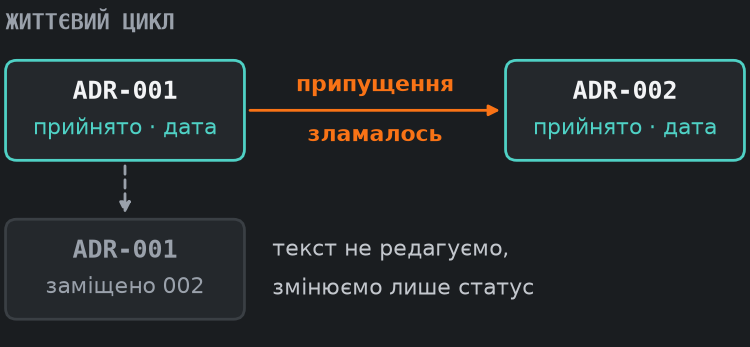 ЖИТТЄВИЙ ЦИКЛ
ADR-001
прийнято · дата
припущення
зламалось
ADR-002
прийнято · дата
ADR-001
заміщено 002
текст не редагуємо,
змінюємо лише статус